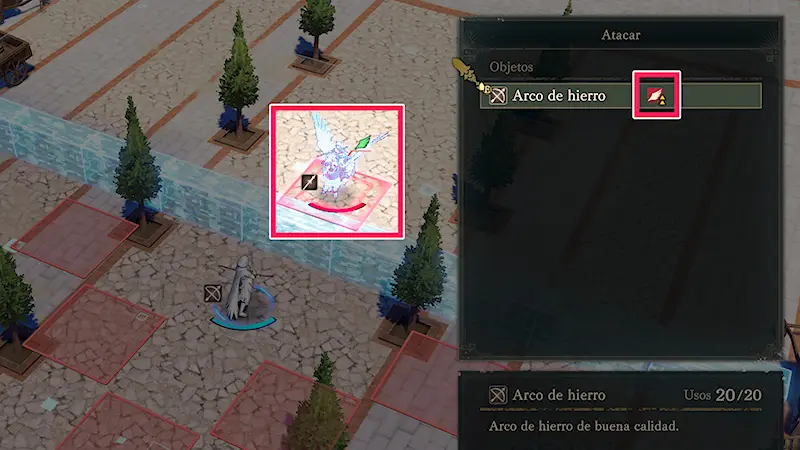 Atacar
Objetos
E Arco de hierro
Arco de hierro Usos 20/20
Arco de hierro de buena calidad.